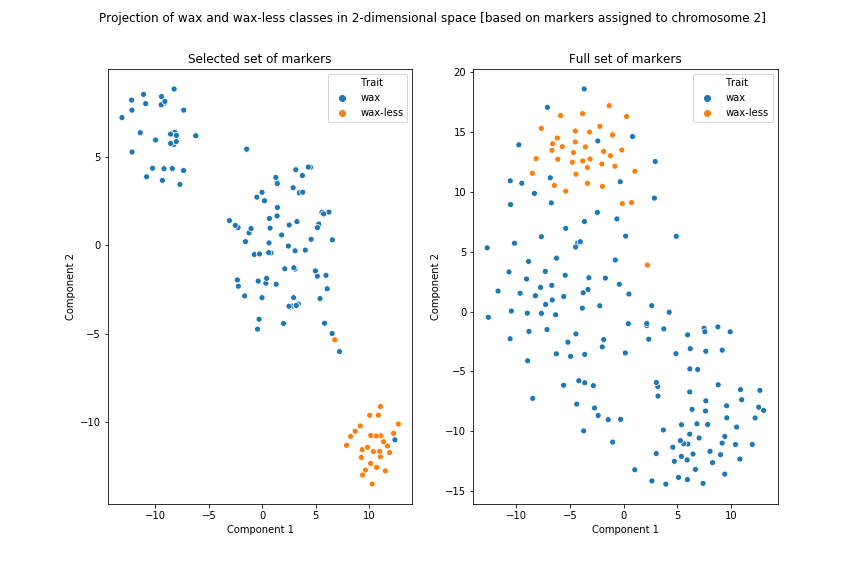 Projection of wax and wax-less classes in 2-dimensional space [based on markers assigned to chromosome 2]
Selected set of markers
Trait
wax
wax-less
5
0
−5
−10
Component 2
−10
−5
0
5
10
Component 1
Full set of markers
Trait
wax
wax-less
20
15
10
5
0
−5
−10
−15
Component 2
−10
−5
0
5
10
Component 1